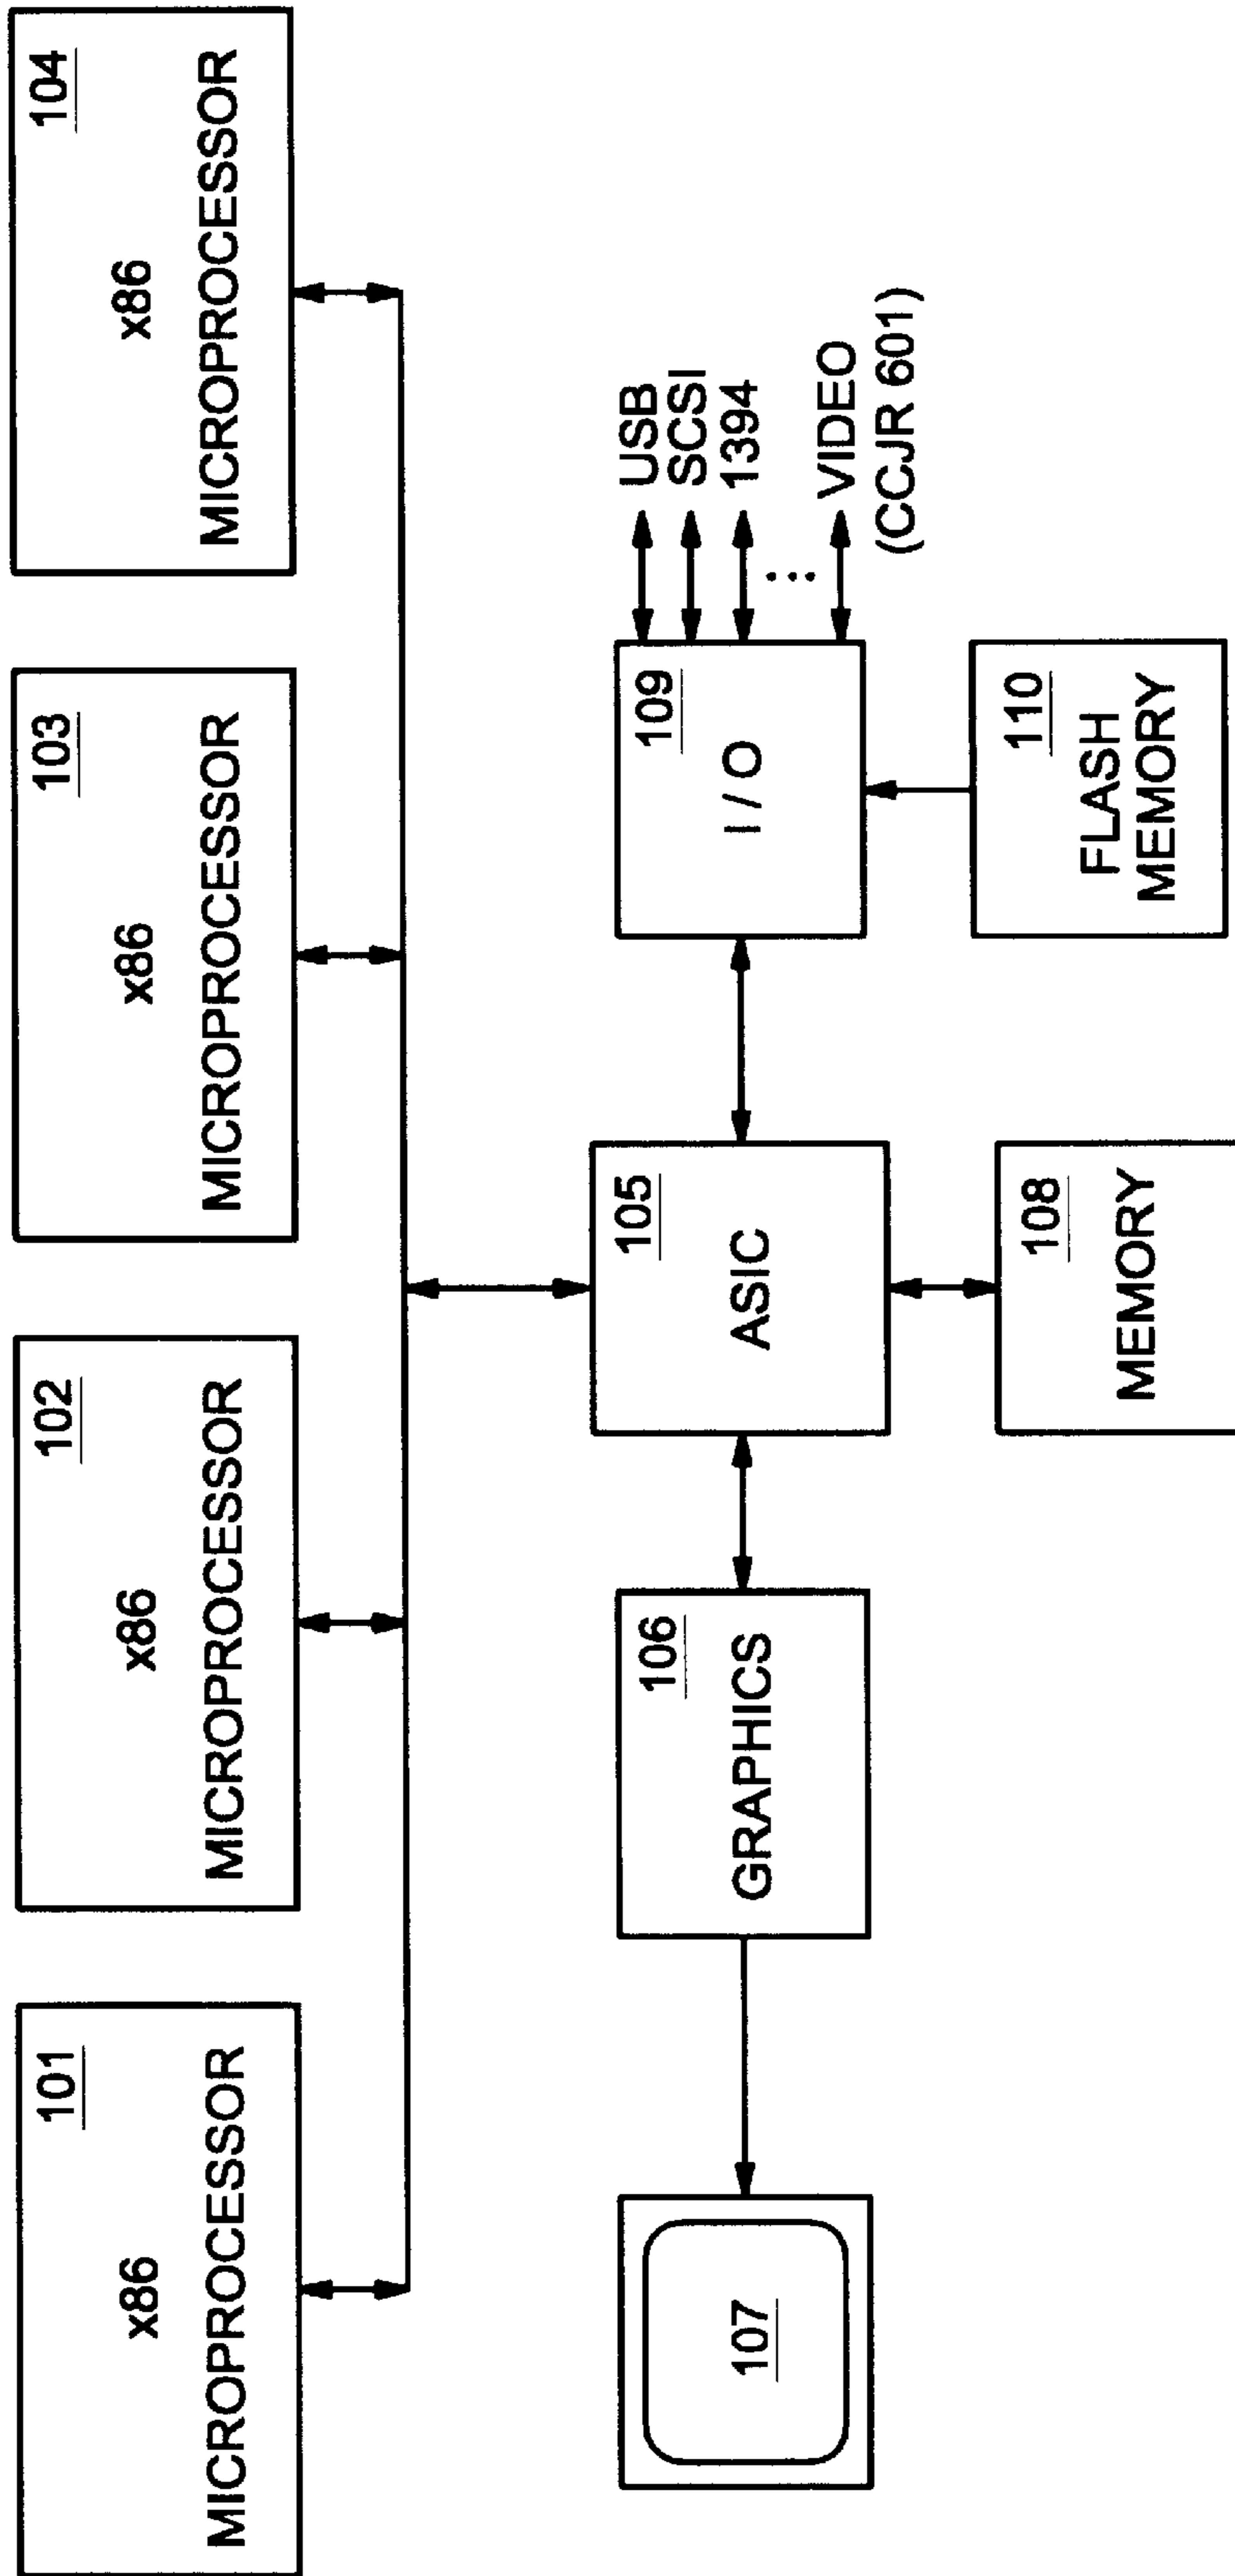 101
x86
MICROPROCESSOR
102
x86
MICROPROCESSOR
103
x86
MICROPROCESSOR
104
x86
MICROPROCESSOR
107
106
GRAPHICS
105
ASIC
108
MEMORY
109
I / O
USB
SCSI
1394
VIDEO
(CCJR 601)
110
FLASH
MEMORY